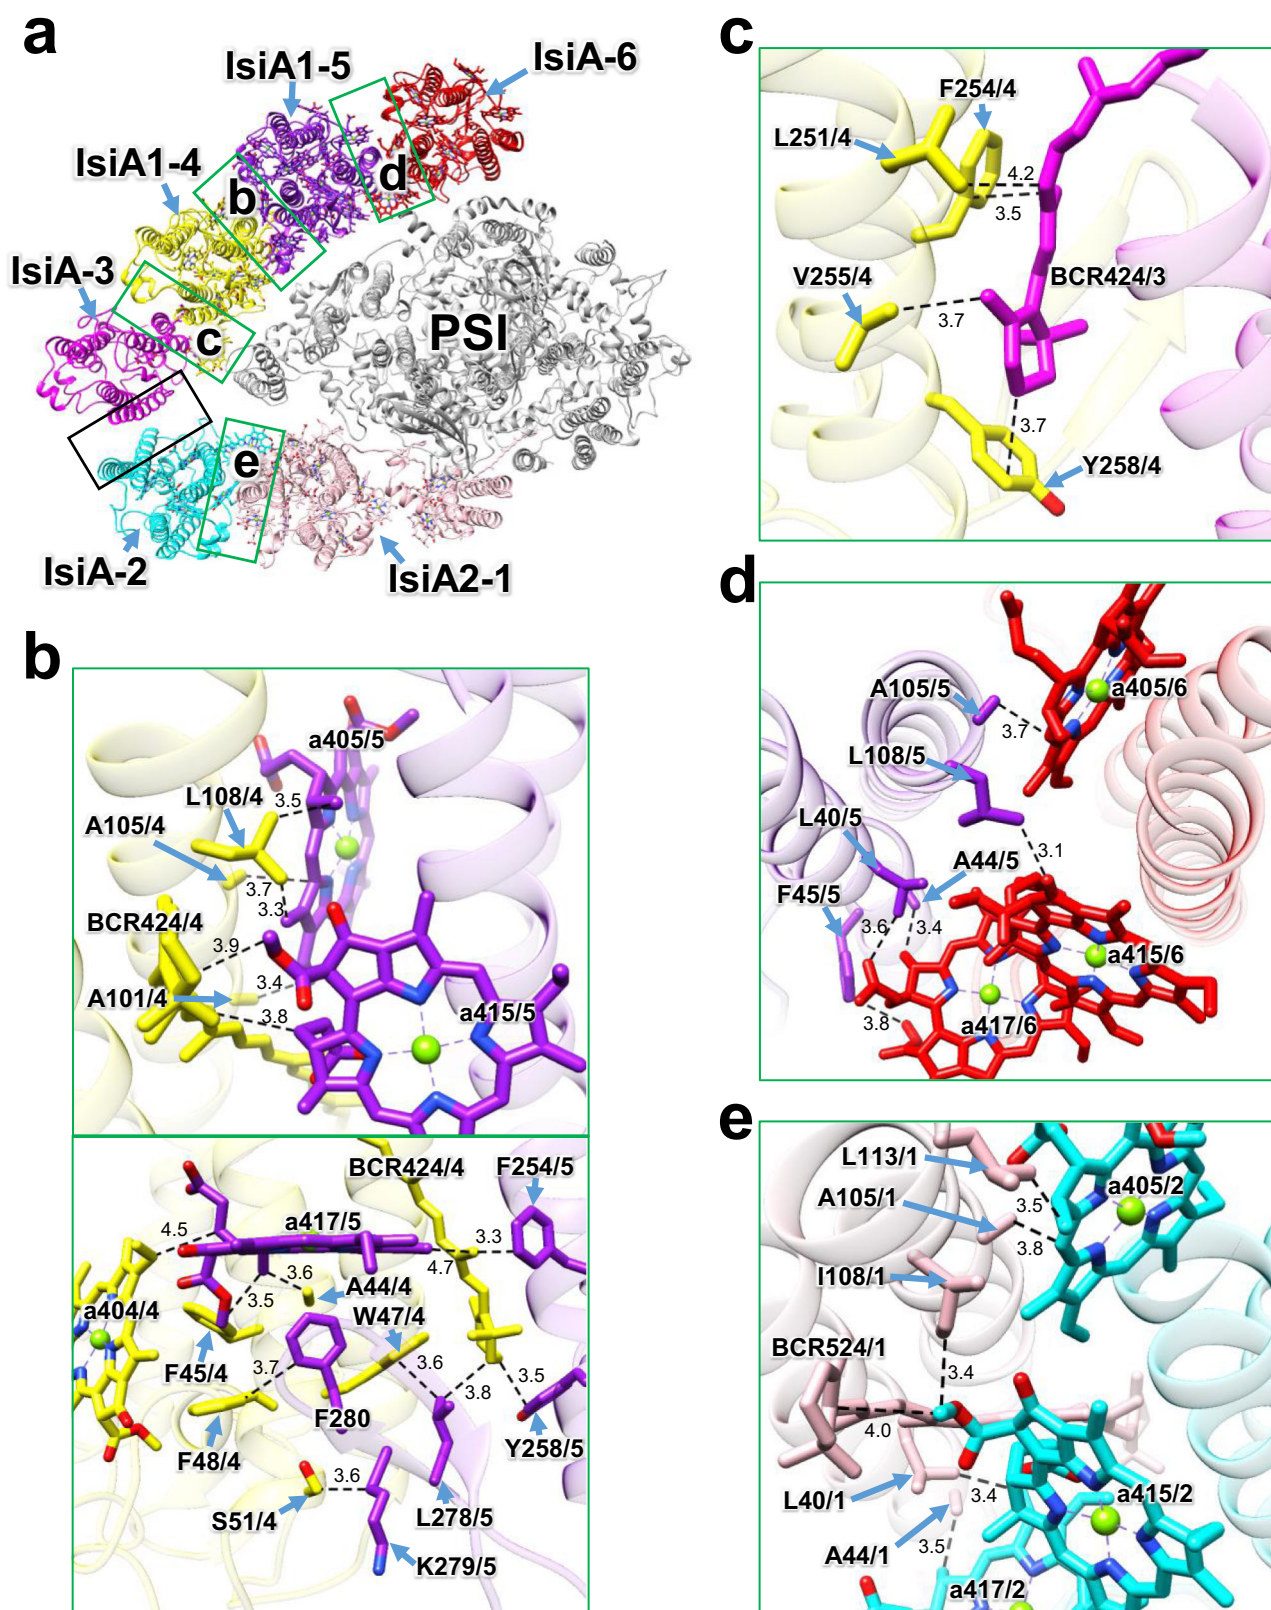 a
IsiA1-5
IsiA-6
IsiA1-4
d
b
IsiA-3
PSI
c
e
IsiA-2
IsiA2-1
b
a405/5
L108/4
3.5
A105/4
3.7
3.3
BCR424/4
3.9
A101/4
3.4
3.8
a415/5
BCR424/4
F254/5
4.5
a417/5
3.3
4.7
3.6
A44/4
3.5
W47/4
a404/4
F45/4
3.7
3.6
3.8
3.5
F280
Y258/5
F48/4
3.6
S51/4
L278/5
K279/5
c
F254/4
L251/4
4.2
3.5
V255/4
BCR424/3
3.7
3.7
Y258/4
d
A105/5
a405/6
3.7
L108/5
L40/5
3.1
A44/5
F45/5
3.6
3.4
a415/6
3.8
a417/6
e
L113/1
a405/2
A105/1
3.5
3.8
I108/1
BCR524/1
3.4
4.0
L40/1
3.4
a415/2
A44/1
3.5
a417/2